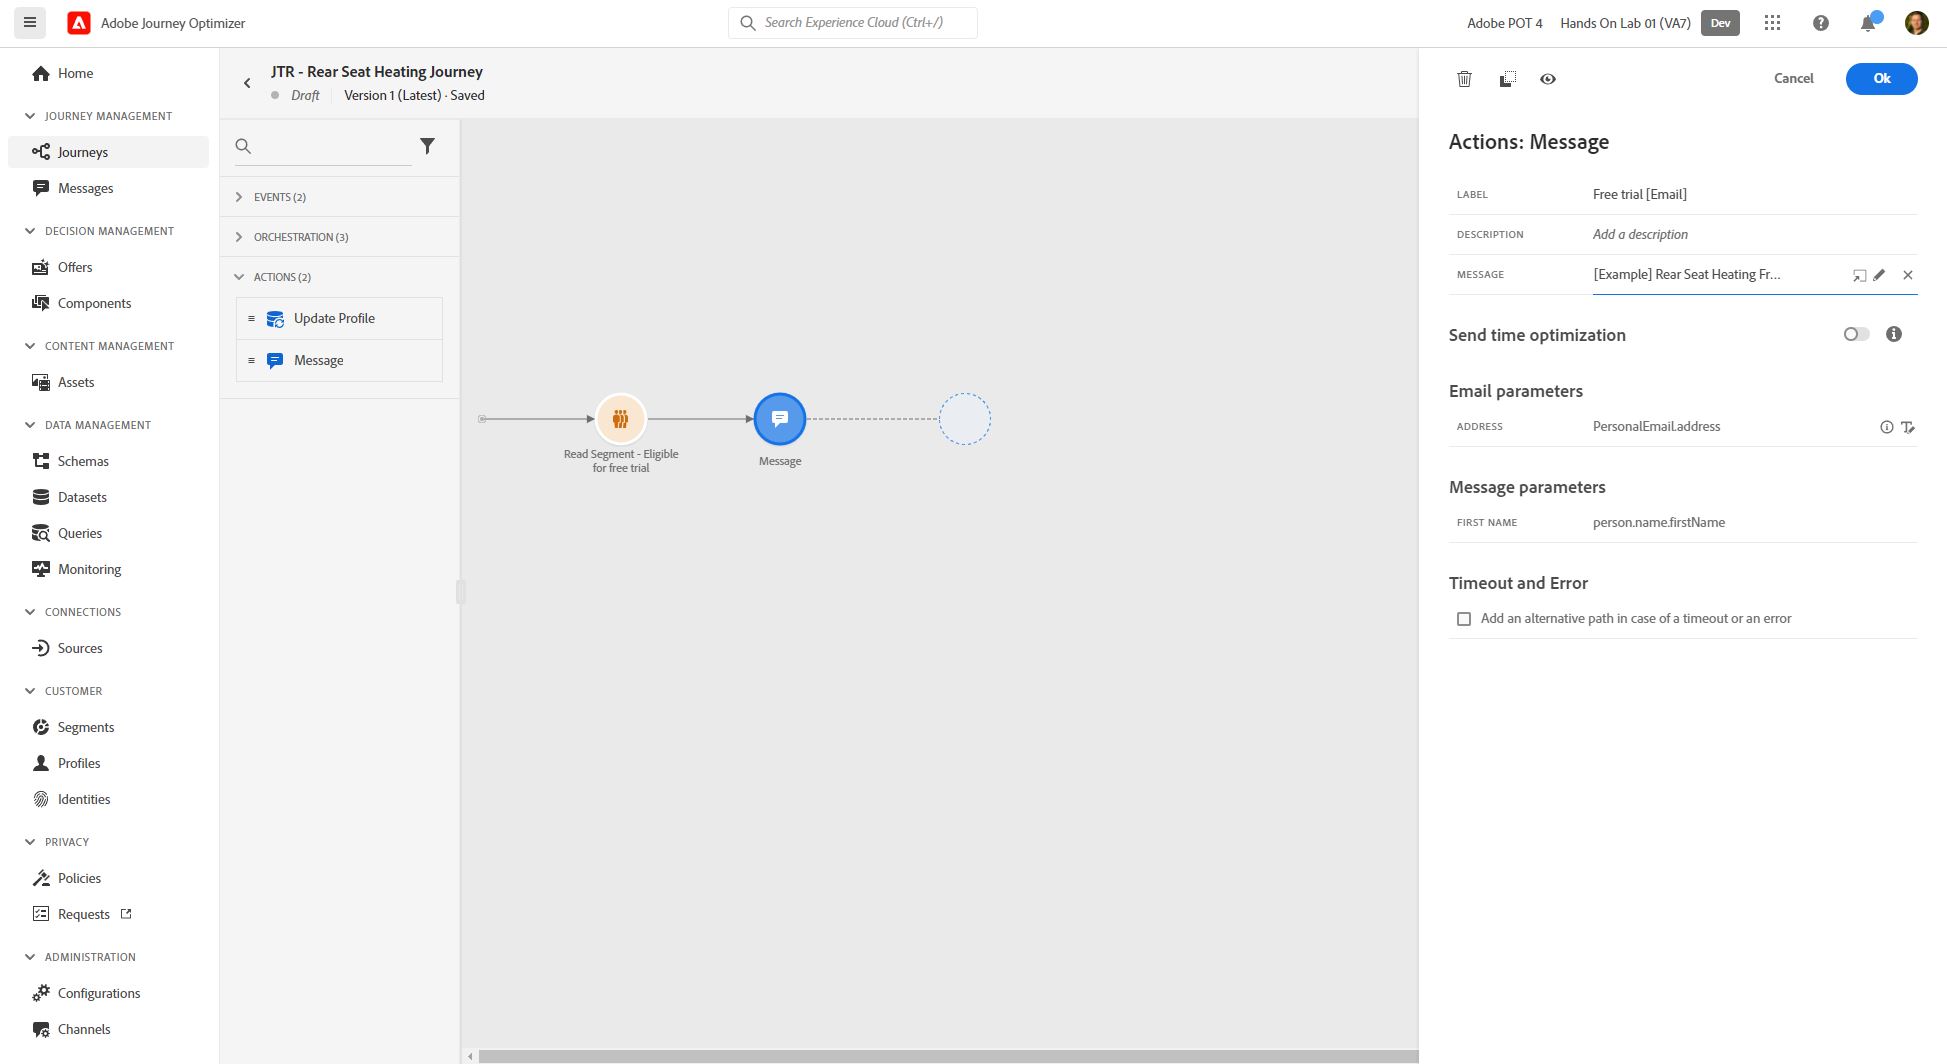 Adobe Journey Optimizer
Search Experience Cloud (Ctrl+/)
Adobe POT 4
Hands On Lab 01 (VA7)
Dev
Home
JOURNEY MANAGEMENT
Journeys
Messages
DECISION MANAGEMENT
Offers
Components
CONTENT MANAGEMENT
Assets
DATA MANAGEMENT
Schemas
Datasets
Queries
Monitoring
CONNECTIONS
Sources
CUSTOMER
Segments
Profiles
Identities
PRIVACY
Policies
Requests
ADMINISTRATION
Configurations
Channels
JTR - Rear Seat Heating Journey
Draft
Version 1 (Latest) · Saved
EVENTS (2)
ORCHESTRATION (3)
ACTIONS (2)
Update Profile
Message
Read Segment - Eligible
for free trial
Message
Cancel
Ok
Actions: Message
LABEL
Free trial [Email]
DESCRIPTION
Add a description
MESSAGE
[Example] Rear Seat Heating Fr...
Send time optimization
Email parameters
ADDRESS
PersonalEmail.address
Message parameters
FIRST NAME
person.name.firstName
Timeout and Error
Add an alternative path in case of a timeout or an error